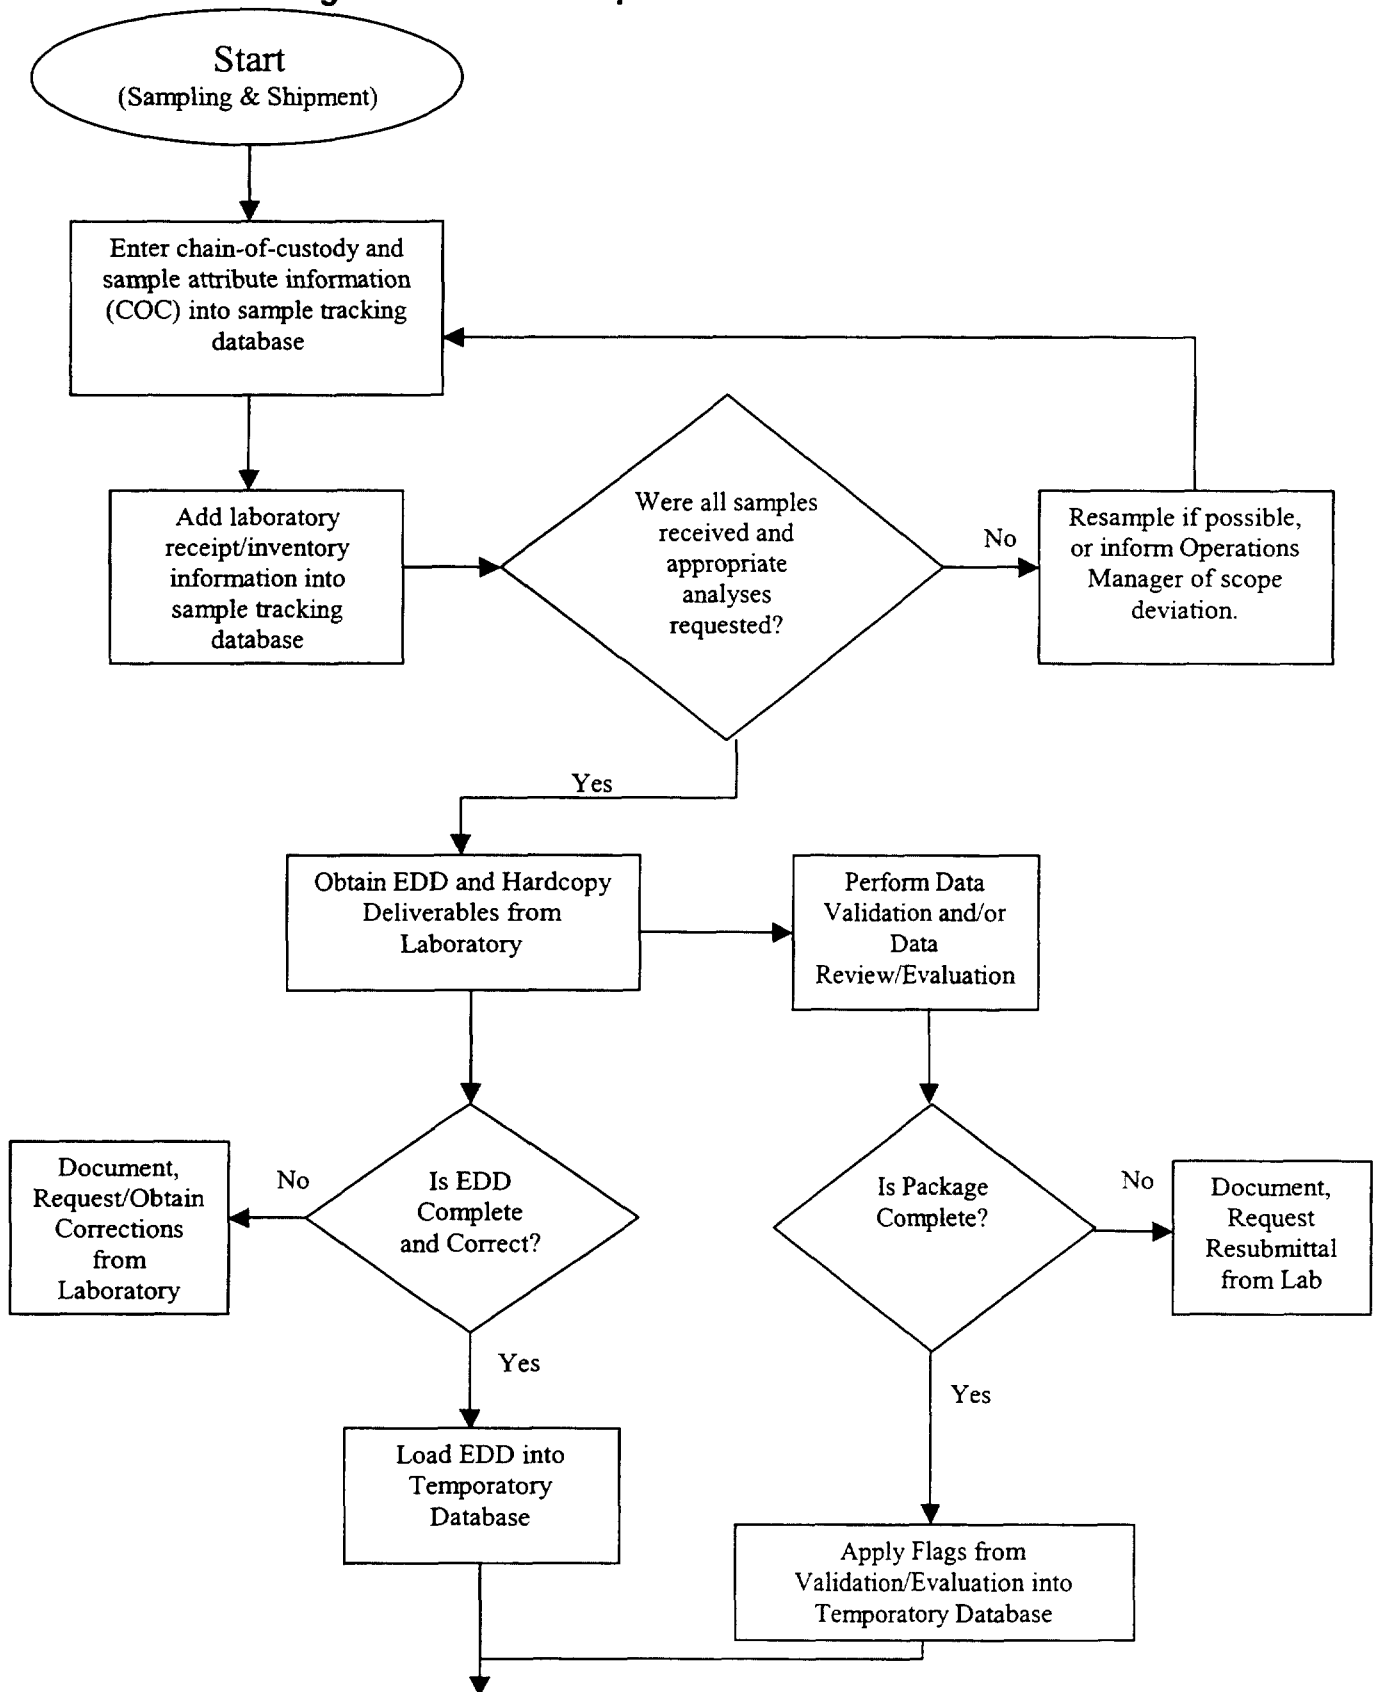 Start
(Sampling & Shipment)
Enter chain-of-custody and
sample attribute information
(COC) into sample tracking
database
Add laboratory
receipt/inventory
information into
sample tracking
database
Were all samples
received and
appropriate
analyses
requested?
No
Resample if possible,
or inform Operations
Manager of scope
deviation.
Yes
Obtain EDD and Hardcopy
Deliverables from
Laboratory
Perform Data
Validation and/or
Data
Review/Evaluation
Document,
Request/Obtain
Corrections
from
Laboratory
No
Is EDD
Complete
and Correct?
Is Package
Complete?
No
Document,
Request
Resubmittal
from Lab
Yes
Yes
Load EDD into
Temporatory
Database
Apply Flags from
Validation/Evaluation into
Temporatory Database